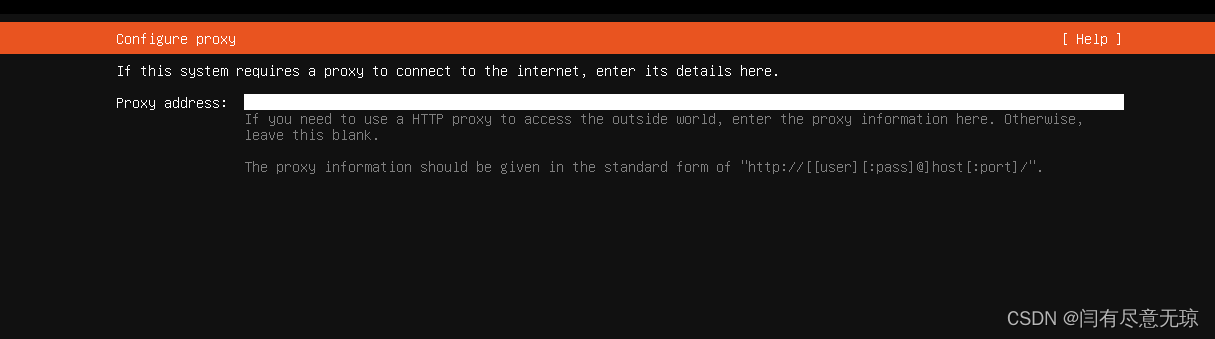 Configure proxy [ Help ]
If this system requires a proxy to connect to the internet, enter its details here.
Proxy address:
If you need to use a HTTP proxy to access the outside world, enter the proxy information here. Otherwise,
leave this blank.
The proxy information should be given in the standard form of "http://[[user][:pass]@]host[:port]/".
CSDN @闫有尽意无琼